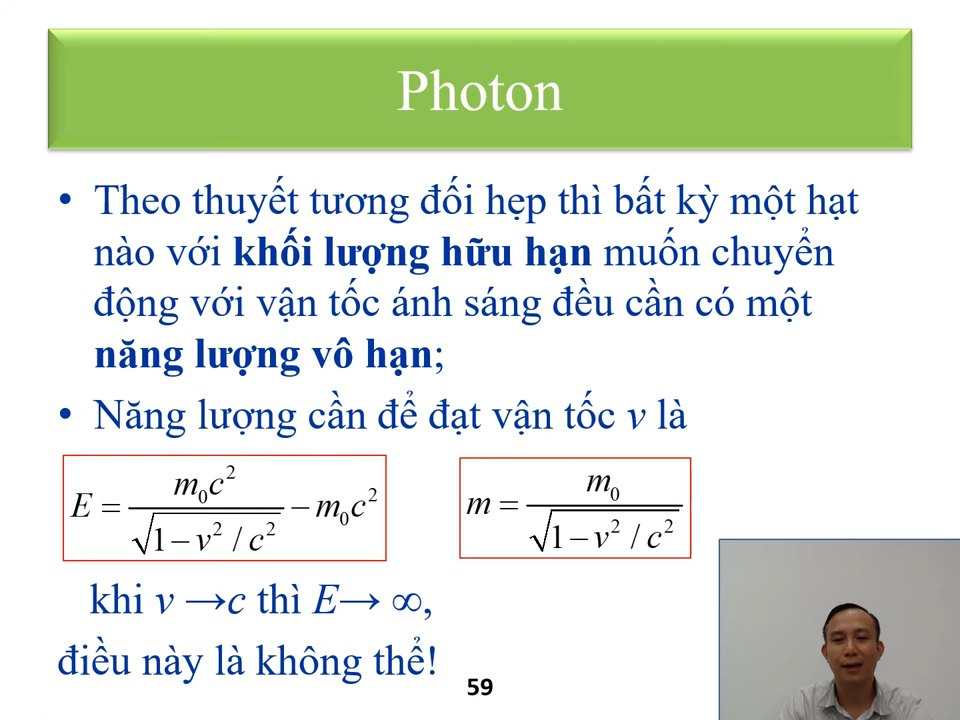 Photon
• Theo thuyết tương đối hẹp thì bất kỳ một hạt
nào với khối lượng hữu hạn muốn chuyển
động với vận tốc ánh sáng đều cần có một
năng lượng vô hạn;
• Năng lượng cần để đạt vận tốc v là
E = m₀c² / √(1 − v² / c²) − m₀c²
m = m₀ / √(1 − v² / c²)
khi v →c thì E→ ∞,
điều này là không thể!
59